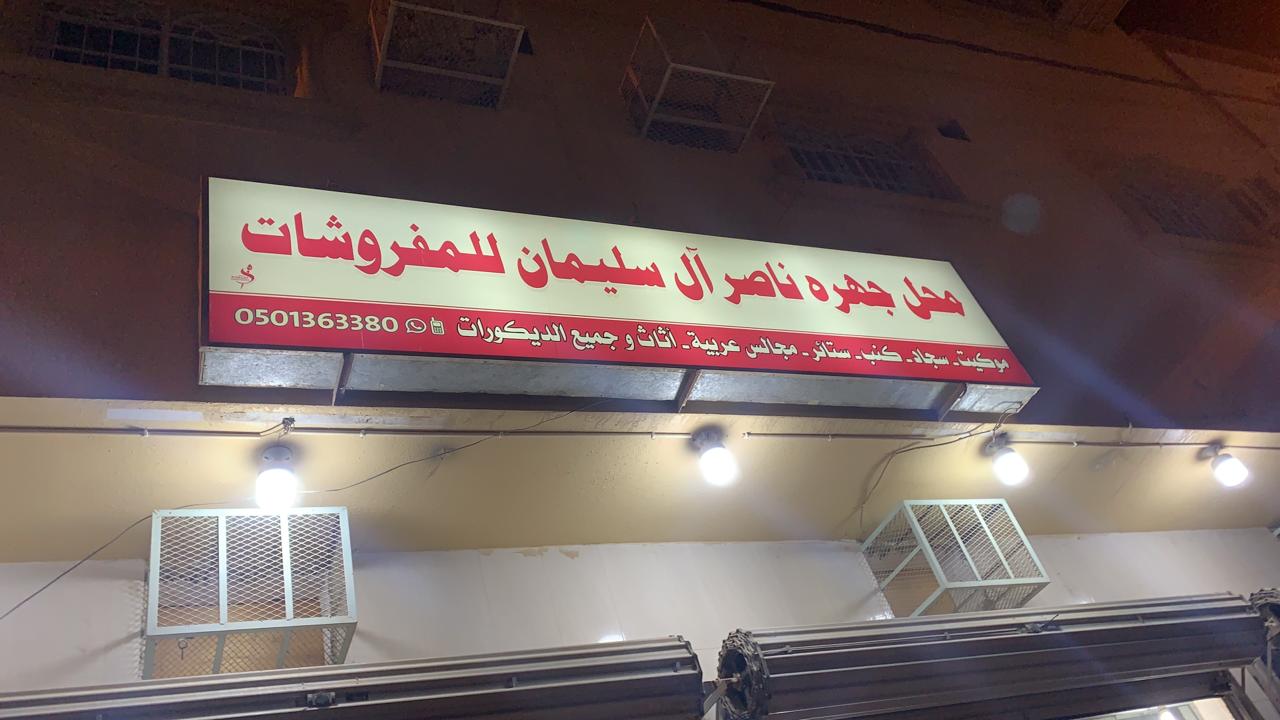 محل جهره ناصر آل سليمان للمفروشات
موكيت - سجاد - كنب - ستائر - مجالس عربية - أثاث و جميع الديكورات 0501363380